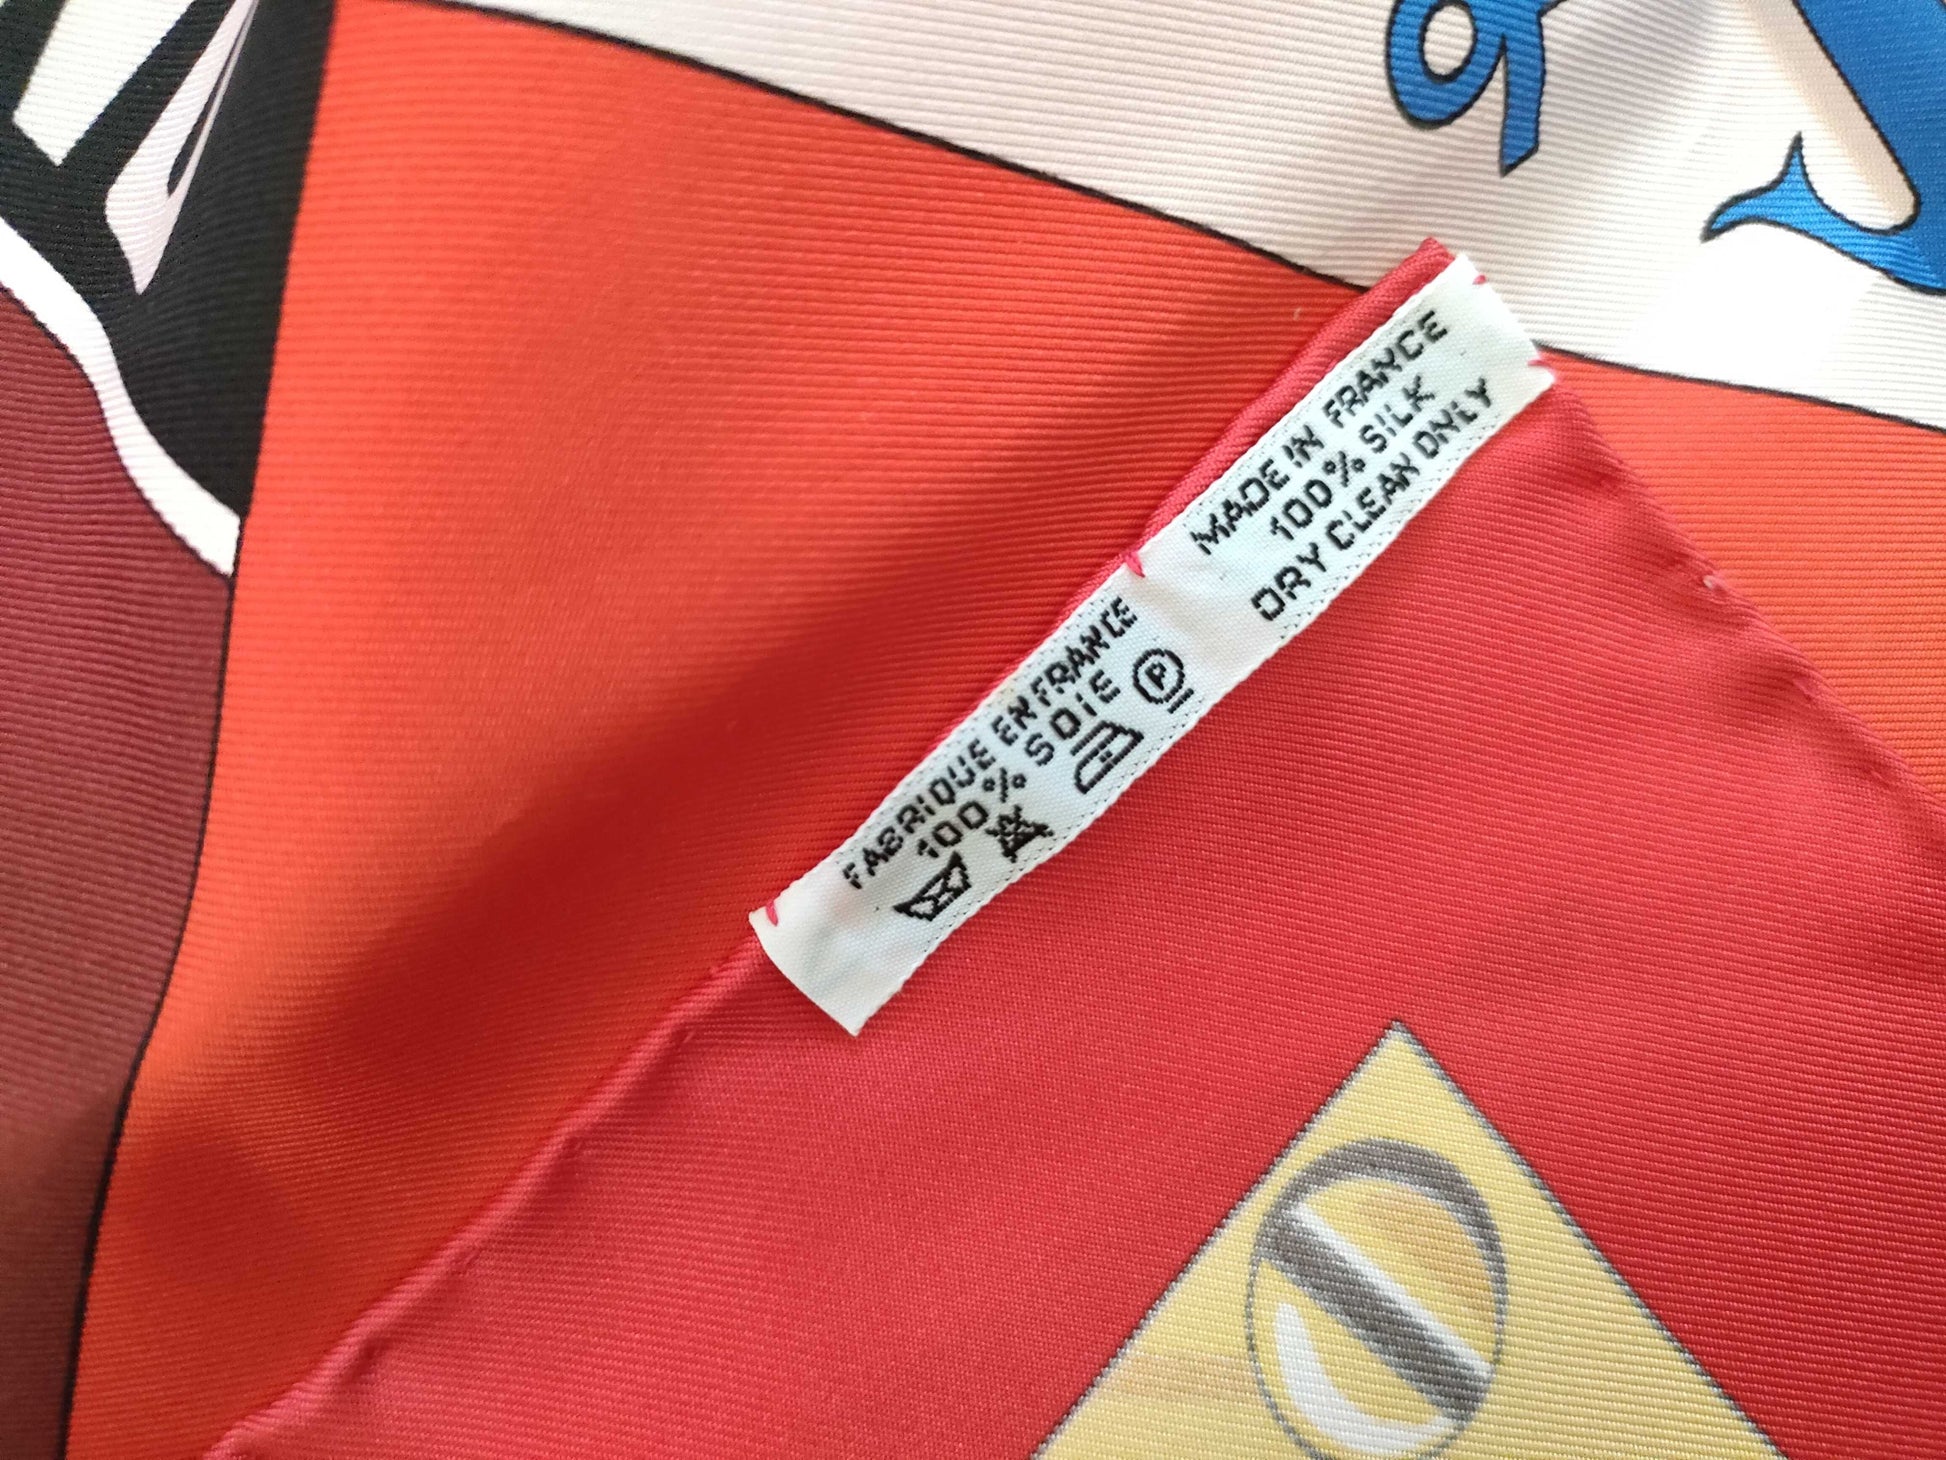 FABRIQUE EN FRANCE
100% SOIE
P
MADE IN FRANCE
100% SILK
DRY CLEAN ONLY